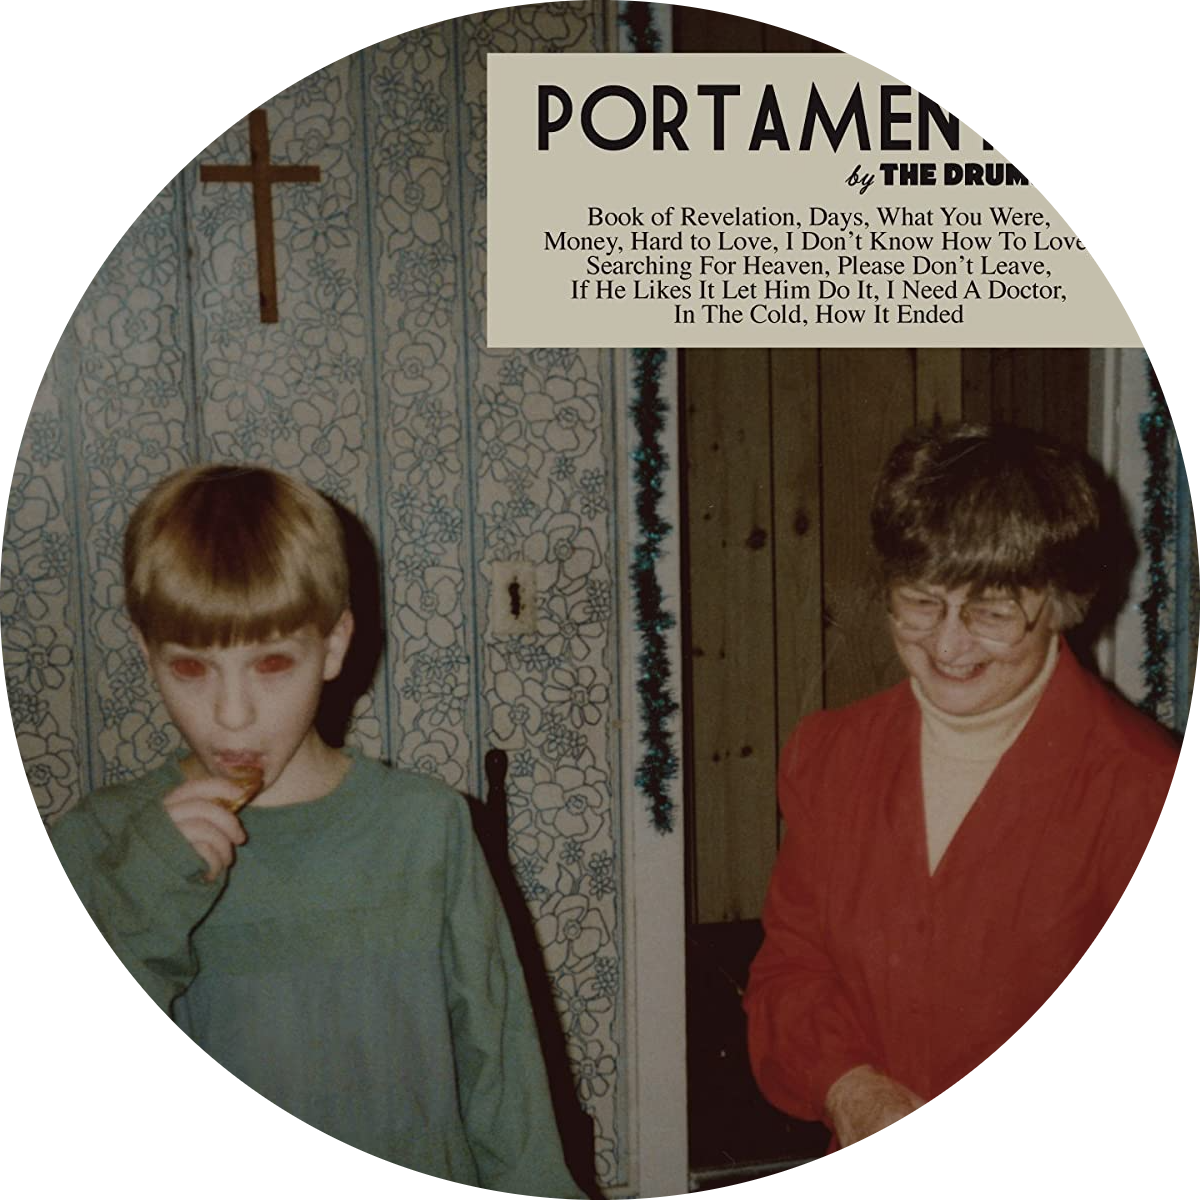 PORTAMEN
by THE DRUM
Book of Revelation, Days, What You Were,
Money, Hard to Love, I Don’t Know How To Love
Searching For Heaven, Please Don’t Leave,
If He Likes It Let Him Do It, I Need A Doctor,
In The Cold, How It Ended